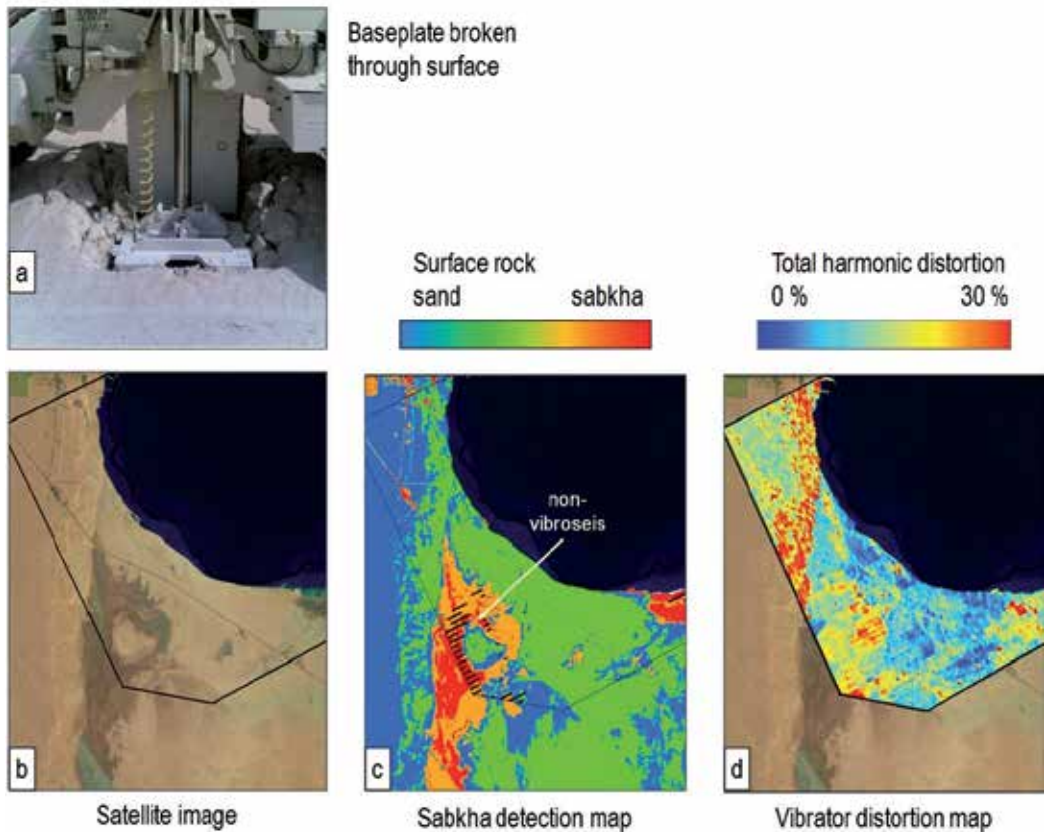 Baseplate broken
through surface
a
Surface rock
sand sabkha
Total harmonic distortion
0 % 30 %
non-
vibroseis
b
c
d
Satellite image
Sabkha detection map
Vibrator distortion map